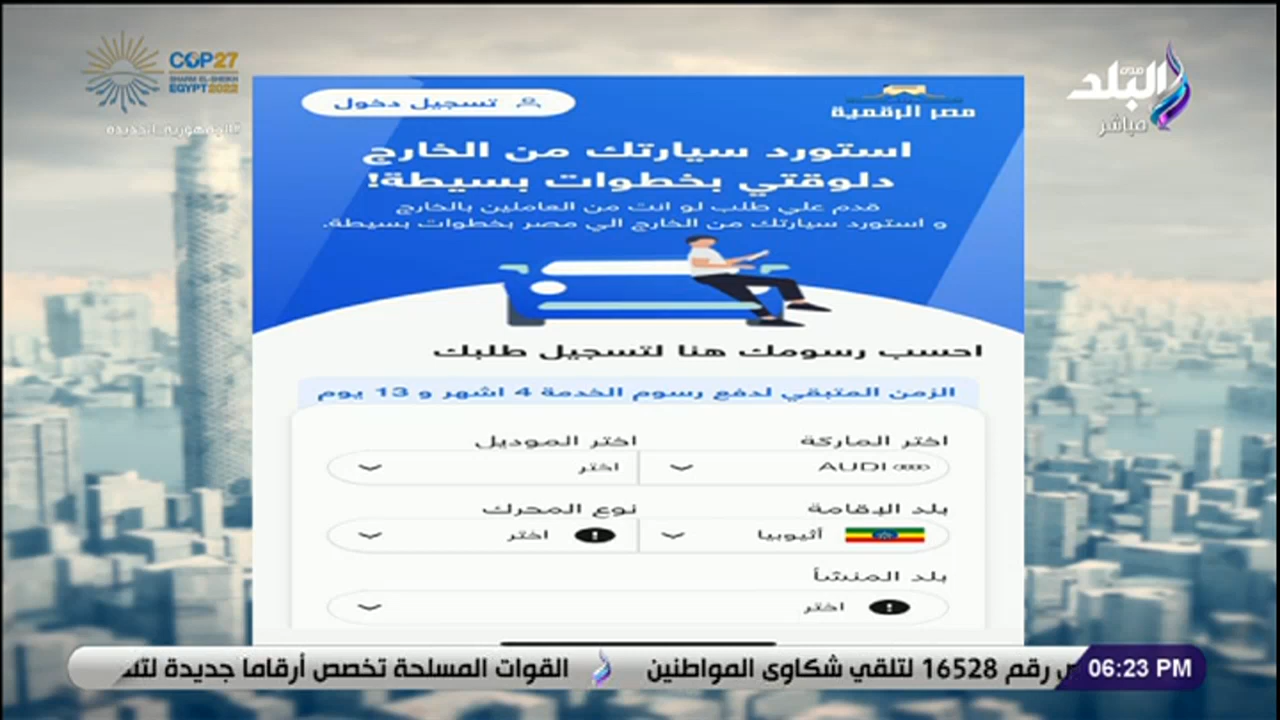 COP27
SHARM EL-SHEIKH
EGYPT 2022
#الجمهورية_الجديدة
صدى
البلد
مباشر
تسجيل دخول
مصر الرقمية
استورد سيارتك من الخارج
دلوقتي بخطوات بسيطة!
قدم علي طلب لو انت من العاملين بالخارج
و استورد سيارتك من الخارج الي مصر بخطوات بسيطة.
احسب رسومك هنا لتسجيل طلبك
الزمن المتبقي لدفع رسوم الخدمة 4 اشهر و 13 يوم
اختر الماركة
اختر الموديل
AUDI
اختر
بلد اليقامة
نوع المحرك
أثيوبيا
اختر
بلد المنشأ
اختر
رقم 16528 لتلقي شكاوى المواطنين
القوات المسلحة تخصص أرقاما جديدة
06:23 PM